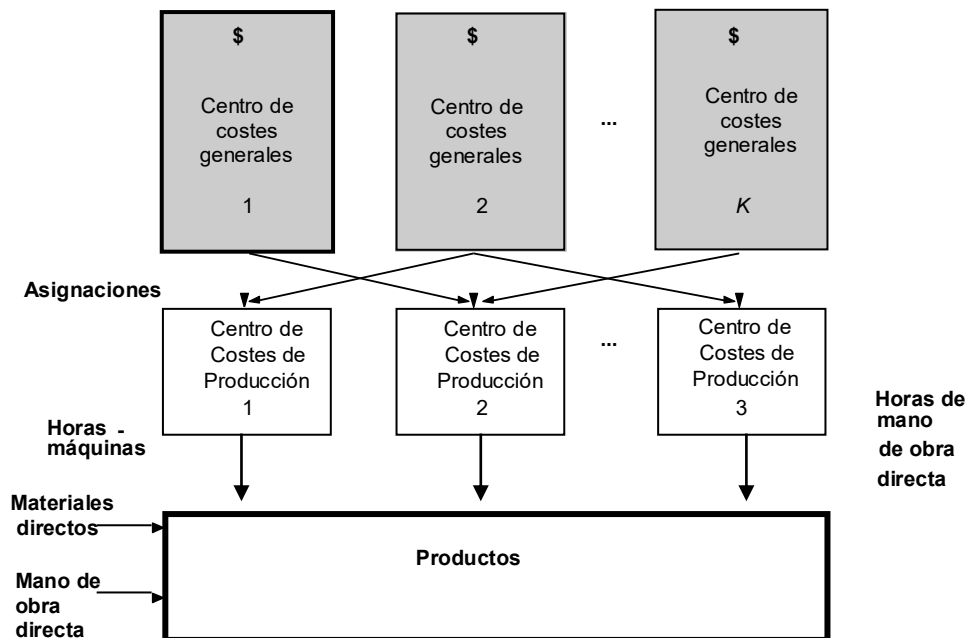 $
Centro de
costes
generales
1
$
Centro de
costes
generales
2
...
$
Centro de
costes
generales
K
Asignaciones
Centro de
Costes de
Producción
1
Centro de
Costes de
Producción
2
...
Centro de
Costes de
Producción
3
Horas -
máquinas
Horas de
mano
de obra
directa
Materiales
directos
Productos
Mano de
obra
directa